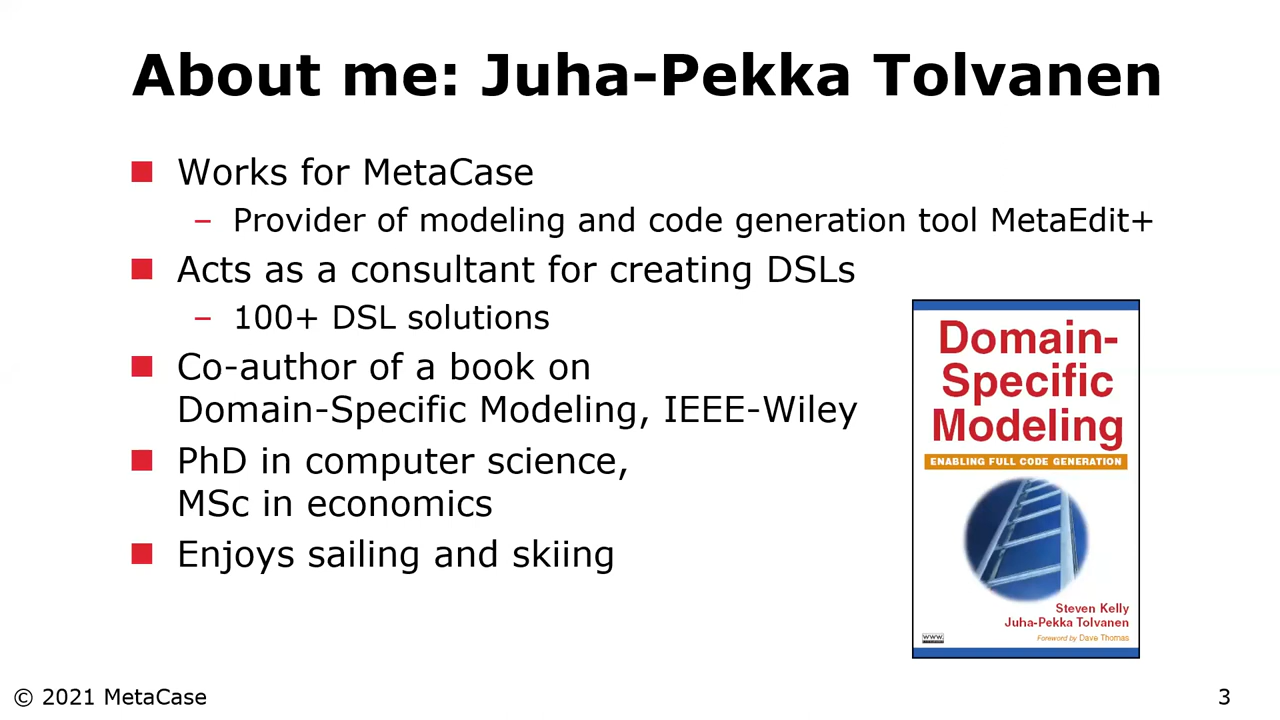 About me: Juha-Pekka Tolvanen
■ Works for MetaCase
– Provider of modeling and code generation tool MetaEdit+
■ Acts as a consultant for creating DSLs
– 100+ DSL solutions
■ Co-author of a book on
Domain-Specific Modeling, IEEE-Wiley
■ PhD in computer science,
MSc in economics
■ Enjoys sailing and skiing
Domain-
Specific
Modeling
ENABLING FULL CODE GENERATION
Steven Kelly
Juha-Pekka Tolvanen
Foreword by Dave Thomas
www.
© 2021 MetaCase
3